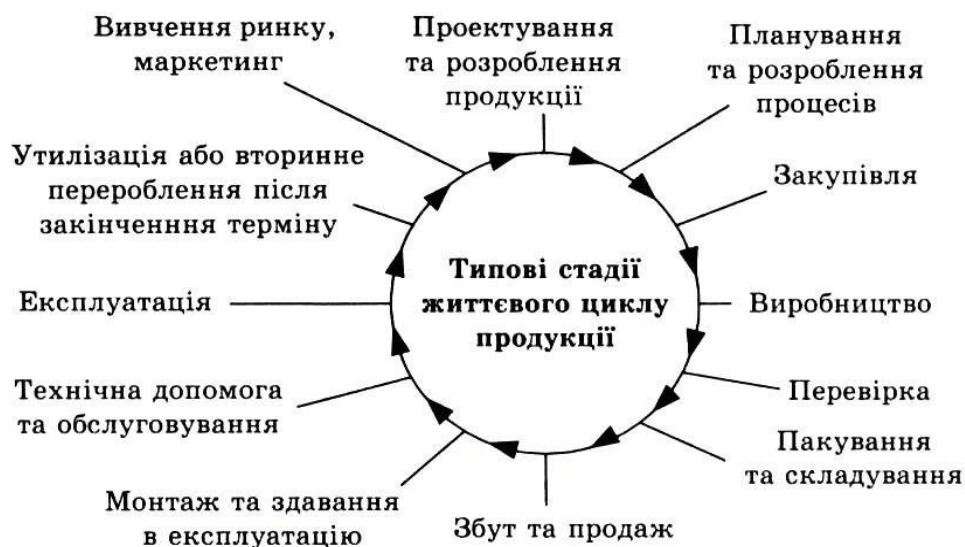 Вивчення ринку,
маркетинг
Проектування
та розроблення
продукції
Планування
та розроблення
процесів
Закупівля
Виробництво
Перевірка
Пакування
та складування
Збут та продаж
Монтаж та здавання
в експлуатацію
Технічна допомога
та обслуговування
Експлуатація
Утилізація або вторинне
перероблення після
закінченння терміну
Типові стадії
життєвого циклу
продукції